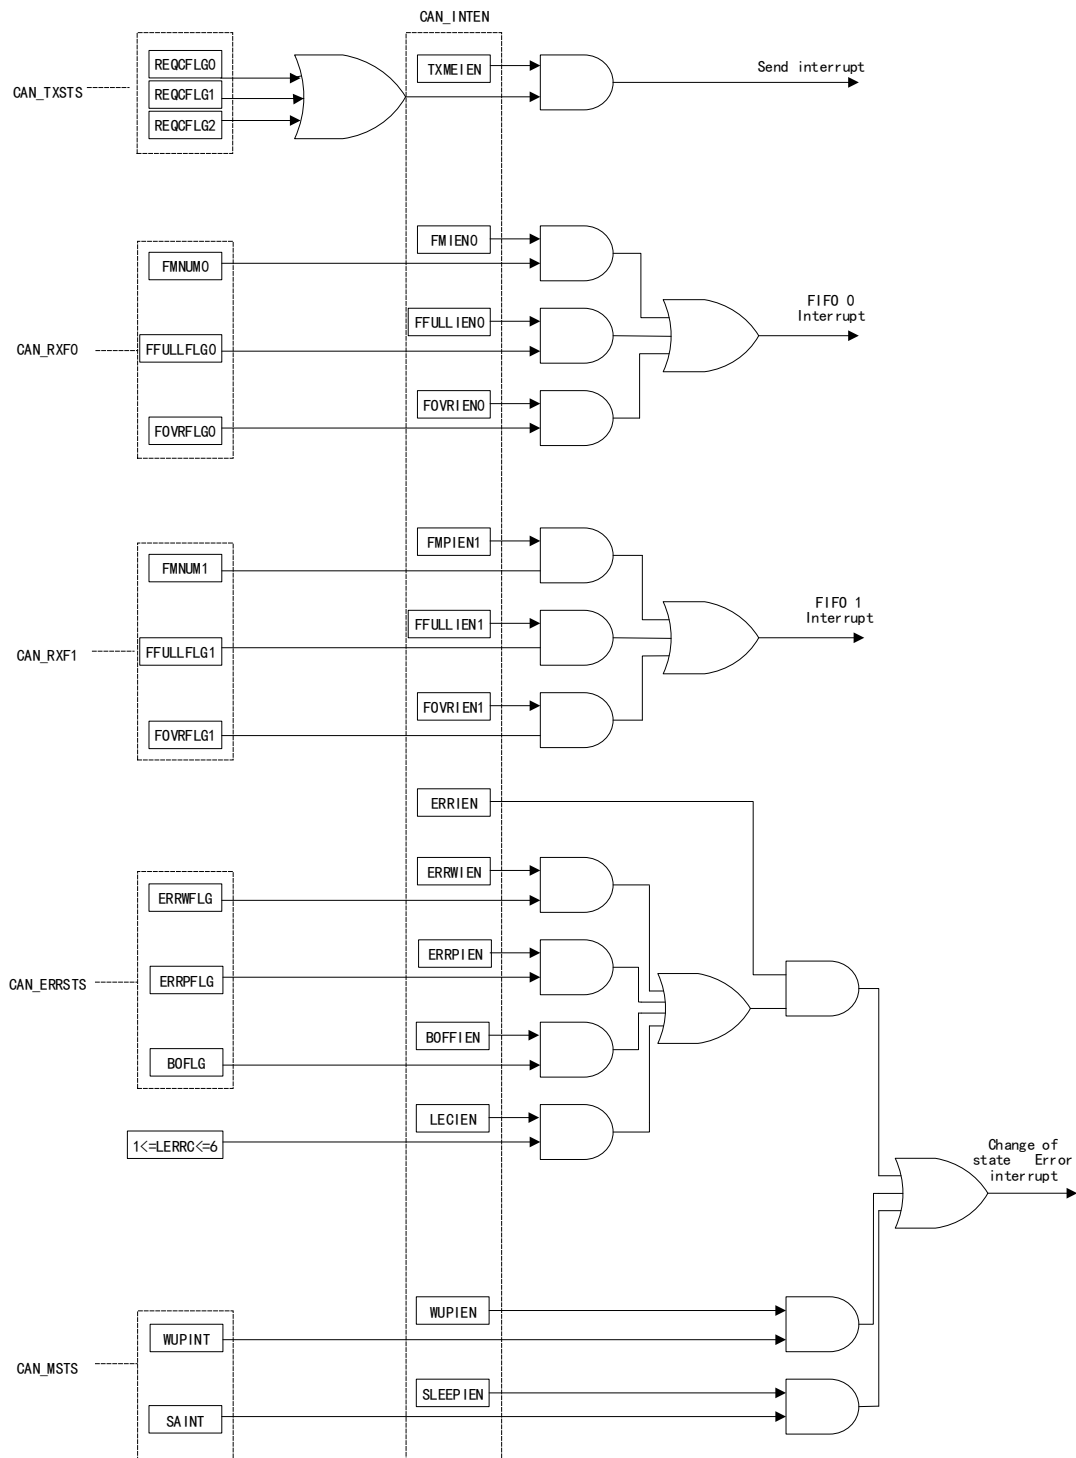 CAN_INTEN
REQCFLG0
TXMEIEN
Send interrupt
CAN_TXSTS
REQCFLG1
REQCFLG2
FMIEN0
FMNUM0
FIFO 0
Interrupt
FFULLIEN0
CAN_RXF0
FFULLFLG0
FOVRIEN0
FOVRFLG0
FMPIEN1
FMNUM1
FIFO 1
Interrupt
FFULLIEN1
CAN_RXF1
FFULLFLG1
FOVRIEN1
FOVRFLG1
ERRIEN
ERRWIEN
ERRWFLG
ERRPIEN
CAN_ERRSTS
ERRPFLG
BOFFIEN
BOFLG
LECIEN
1<=LERRC<=6
Change of
state Error
interrupt
WUPIEN
WUPINT
CAN_MSTS
SLEEPIEN
SAINT